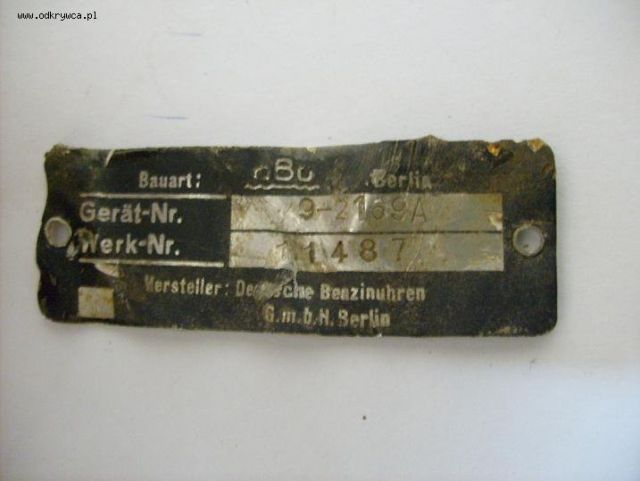 www.odkrywca.pl
Bauart: DBU Berlin
Gerät-Nr. 9-2169A
Werk-Nr. 11487
Hersteller: Deutsche Benzinuhren
G.m.b.H. Berlin